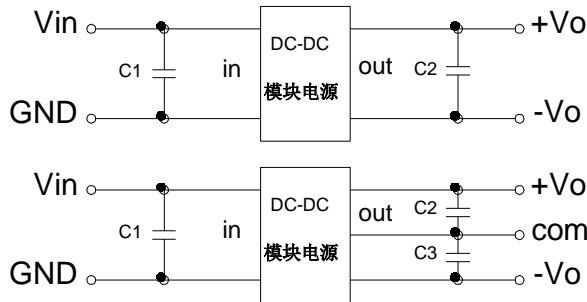 Vin
DC-DC
+Vo
C1
in
out
C2
模块电源
GND
-Vo
Vin
DC-DC
+Vo
C1
in
out
C2
com
模块电源
C3
GND
-Vo